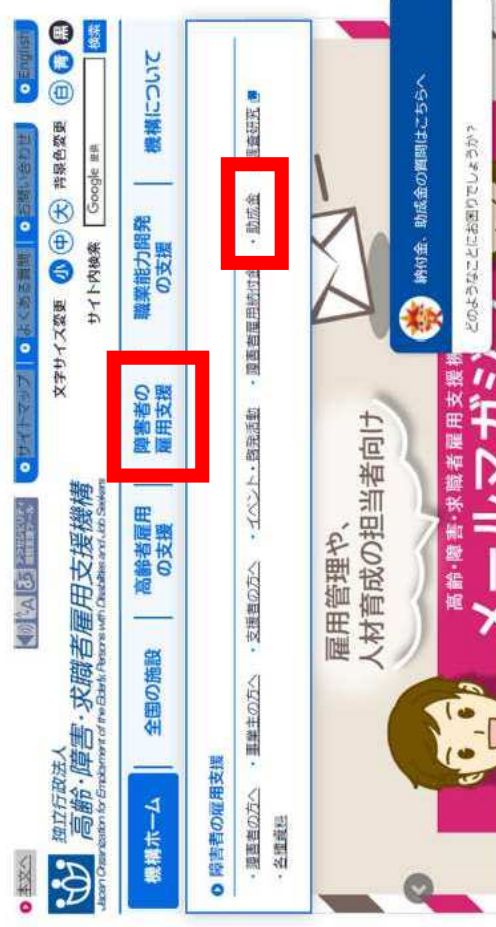 本文へ
サイトマップ
よくある質問
お問い合わせ
English
独立行政法人
高齢・障害・求職者雇用支援機構
Japan Organization for Employment of the Elderly, Persons with Disabilities and Job Seekers
文字サイズ変更 小 中 大 背景色変更 白 青 黒
サイト内検索 Google 提供 検索
機構ホーム
全国の施設
高齢者雇用
の支援
障害者の
雇用支援
職業能力開発
の支援
機構について
障害者の雇用支援
・障害者の方へ ・事業主の方へ ・支援者の方へ ・イベント・啓発活動 ・障害者雇用納付金 ・助成金 調査研究
・各種資料
雇用管理や、
人材育成の担当者向け
高齢・障害・求職者雇用支援機
メールマガジ
納付金、助成金の質問はこちらへ
どのようなことにお困りでしょうか?